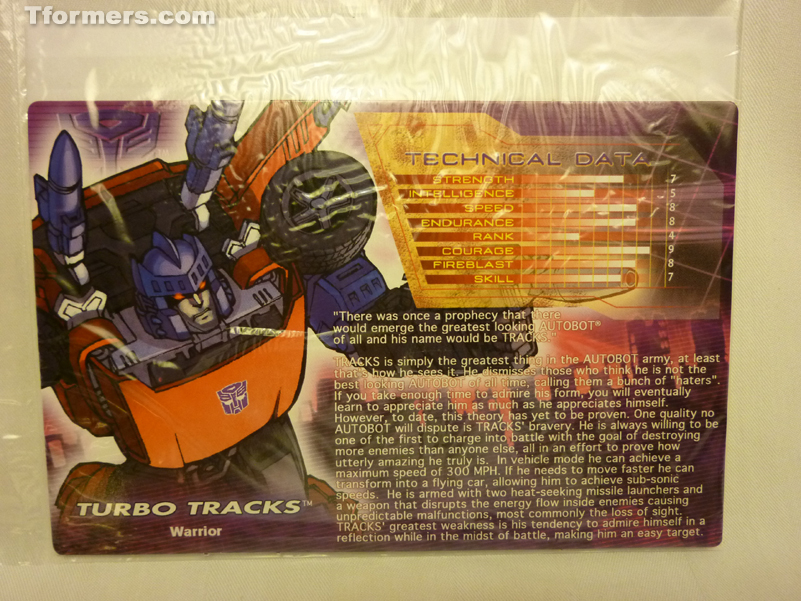 Tformers.com
TECHNICAL DATA
STRENGTH 7
INTELLIGENCE 5
SPEED 8
ENDURANCE 8
RANK 4
COURAGE 9
FIREBLAST 8
SKILL 7
"There was once a prophecy that there
would emerge the greatest looking AUTOBOT®
of all and his name would be TRACKS."
TRACKS is simply the greatest thing in the AUTOBOT army, at least
that's how he sees it. He dismisses those who think he is not the
best looking AUTOBOT of all time, calling them a bunch of "haters".
If you take enough time to admire his form, you will eventually
learn to appreciate him as much as he appreciates himself.
However, to date, this theory has yet to be proven. One quality no
AUTOBOT will dispute is TRACKS' bravery. He is always willing to be
one of the first to charge into battle with the goal of destroying
more enemies than anyone else, all in an effort to prove how
utterly amazing he truly is. In vehicle mode he can achieve a
maximum speed of 300 MPH. If he needs to move faster he can
transform into a flying car, allowing him to achieve sub-sonic
speeds. He is armed with two heat-seeking missile launchers and
a weapon that disrupts the energy flow inside enemies causing
unpredictable malfunctions, most commonly the loss of sight.
TRACKS' greatest weakness is his tendency to admire himself in a
reflection while in the midst of battle, making him an easy target.
TURBO TRACKS™
Warrior